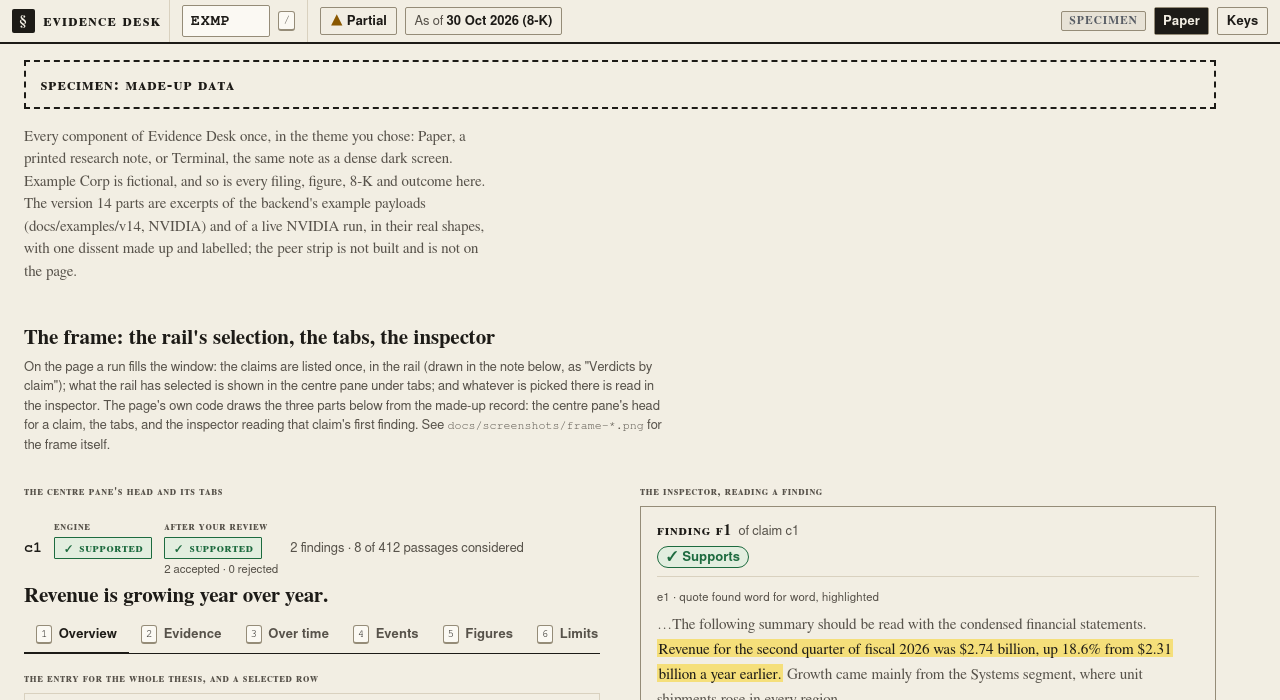 § EVIDENCE DESK
EXMP
/
Partial
As of 30 Oct 2026 (8-K)
SPECIMEN
Paper
Keys
SPECIMEN: MADE-UP DATA
Every component of Evidence Desk once, in the theme you chose: Paper, a
printed research note, or Terminal, the same note as a dense dark screen.
Example Corp is fictional, and so is every filing, figure, 8-K and outcome here.
The version 14 parts are excerpts of the backend's example payloads
(docs/examples/v14, NVIDIA) and of a live NVIDIA run, in their real shapes,
with one dissent made up and labelled; the peer strip is not built and is not on
the page.
The frame: the rail's selection, the tabs, the inspector
On the page a run fills the window: the claims are listed once, in the rail (drawn in the note below, as "Verdicts by
claim"); what the rail has selected is shown in the centre pane under tabs; and whatever is picked there is read in
the inspector. The page's own code draws the three parts below from the made-up record: the centre pane's head
for a claim, the tabs, and the inspector reading that claim's first finding. See docs/screenshots/frame-*.png for
the frame itself.
THE CENTRE PANE'S HEAD AND ITS TABS
ENGINE
AFTER YOUR REVIEW
c1
✓ SUPPORTED
✓ SUPPORTED
2 findings · 8 of 412 passages considered
2 accepted · 0 rejected
Revenue is growing year over year.
1 Overview
2 Evidence
3 Over time
4 Events
5 Figures
6 Limits
THE ENTRY FOR THE WHOLE THESIS, AND A SELECTED ROW
THE INSPECTOR, READING A FINDING
FINDING F1 of claim c1
✓ Supports
e1 · quote found word for word, highlighted
…The following summary should be read with the condensed financial statements.
Revenue for the second quarter of fiscal 2026 was $2.74 billion, up 18.6% from $2.31
billion a year earlier. Growth came mainly from the Systems segment, where unit
shipments rose in every region.